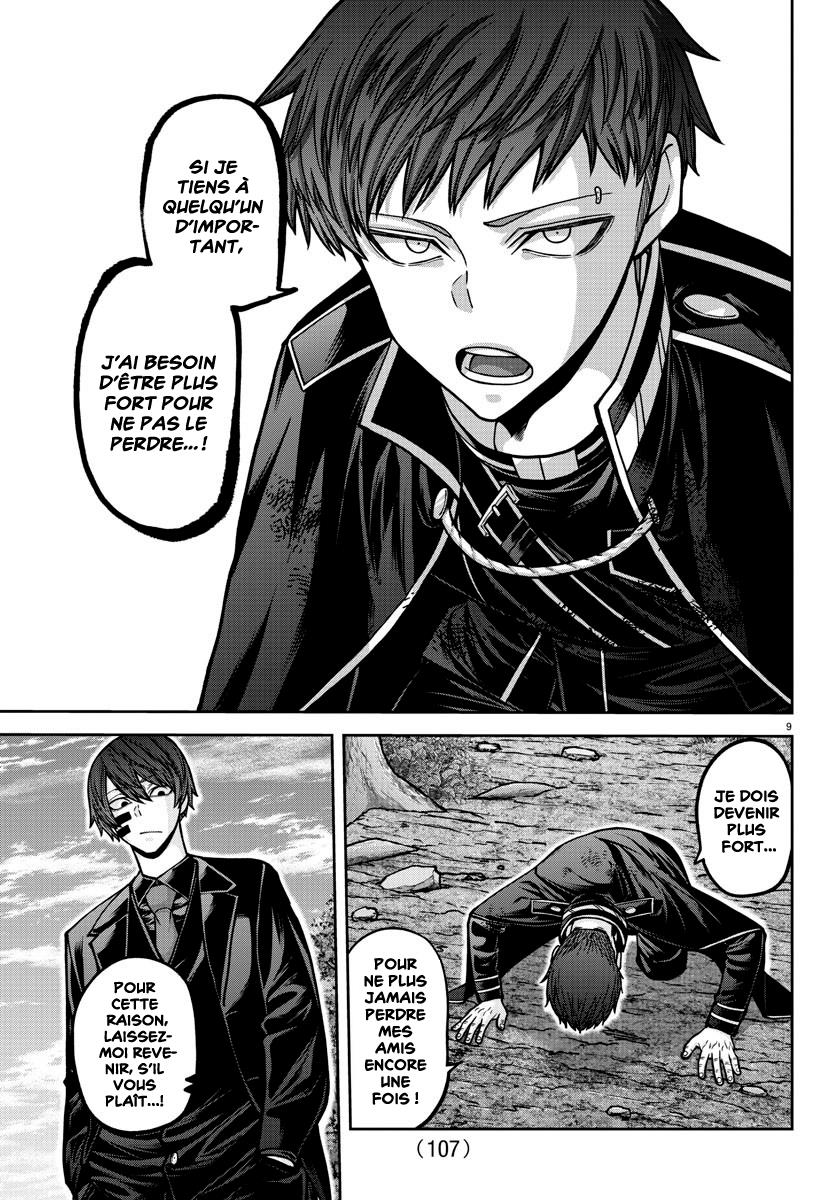 SI JE
TIENS À
QUELQU'UN
D'IMPOR-
TANT,
J'AI BESOIN
D'ÊTRE PLUS
FORT POUR
NE PAS LE
PERDRE...!
9
JE DOIS
DEVENIR
PLUS
FORT...
POUR
NE PLUS
JAMAIS
PERDRE
MES
AMIS
ENCORE
UNE
FOIS !
POUR
CETTE
RAISON,
LAISSEZ-
MOI REVE-
NIR, S'IL
VOUS
PLAÎT...!
(107)